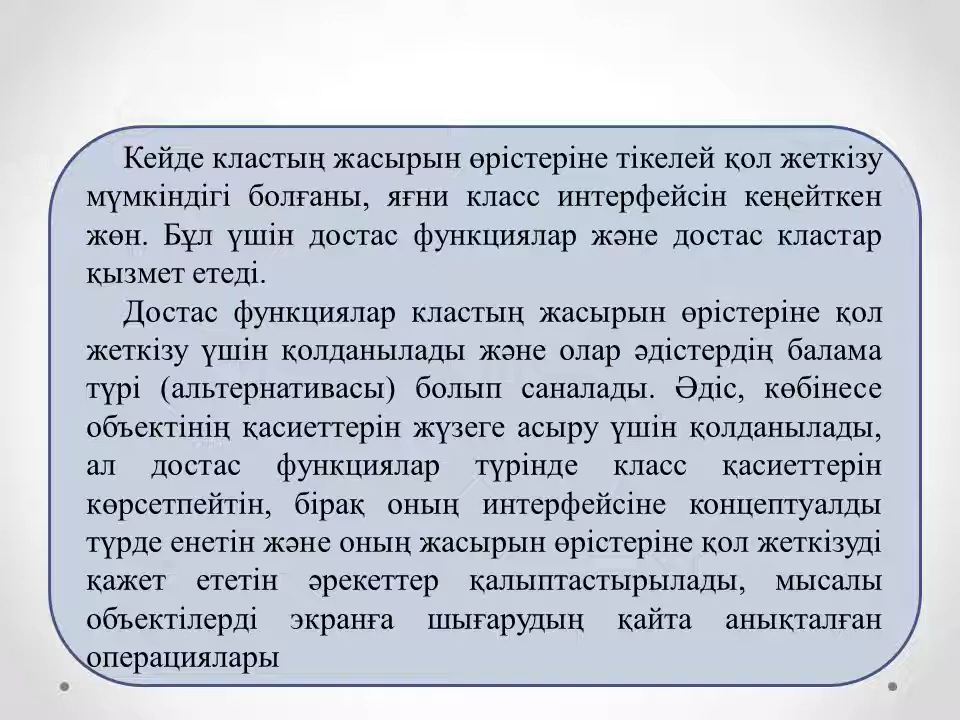 Кейде кластың жасырын өрістеріне тікелей қол жеткізу
мүмкіндігі болғаны, яғни класс интерфейсін кеңейткен
жөн. Бұл үшін достас функциялар және достас кластар
қызмет етеді.
Достас функциялар кластың жасырын өрістеріне қол
жеткізу үшін қолданылады және олар әдістердің балама
түрі (альтернативасы) болып саналады. Әдіс, көбінесе
объектінің қасиеттерін жүзеге асыру үшін қолданылады,
ал достас функциялар түрінде класс қасиеттерін
көрсетпейтін, бірақ оның интерфейсіне концептуалды
түрде енетін және оның жасырын өрістеріне қол жеткізуді
қажет ететін әрекеттер қалыптастырылады, мысалы
объектілерді экранға шығарудың қайта анықталған
операциялары